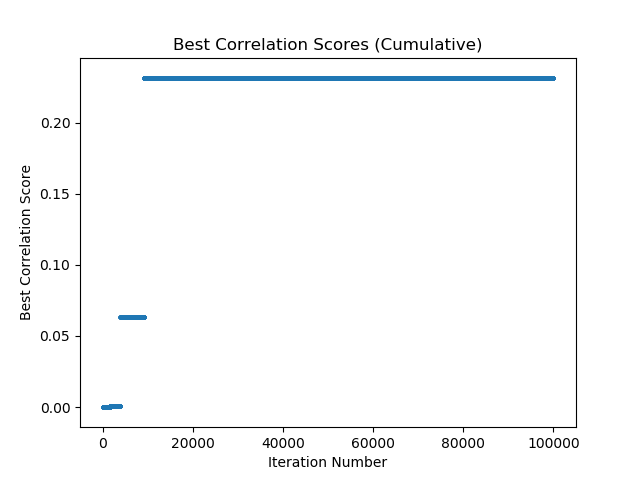 Best Correlation Scores (Cumulative)
Best Correlation Score
0.20
0.15
0.10
0.05
0.00
0 20000 40000 60000 80000 100000
Iteration Number